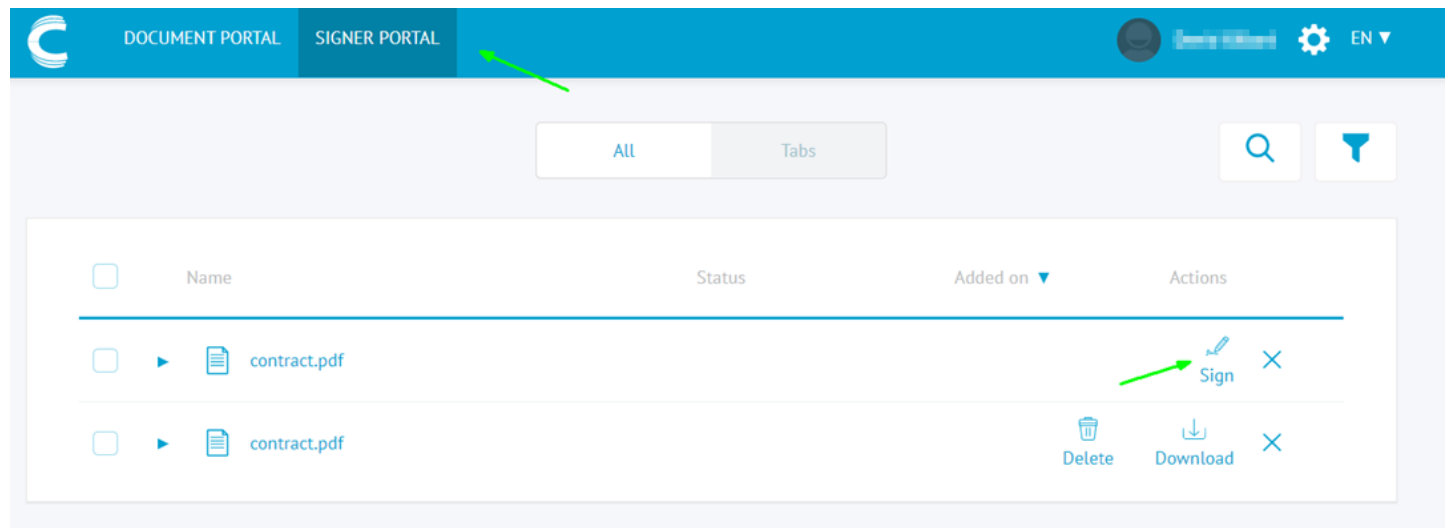 DOCUMENT PORTAL SIGNER PORTAL EN ▼
All Tabs
Name Status Added on ▼ Actions
contract.pdf Sign
contract.pdf Delete Download